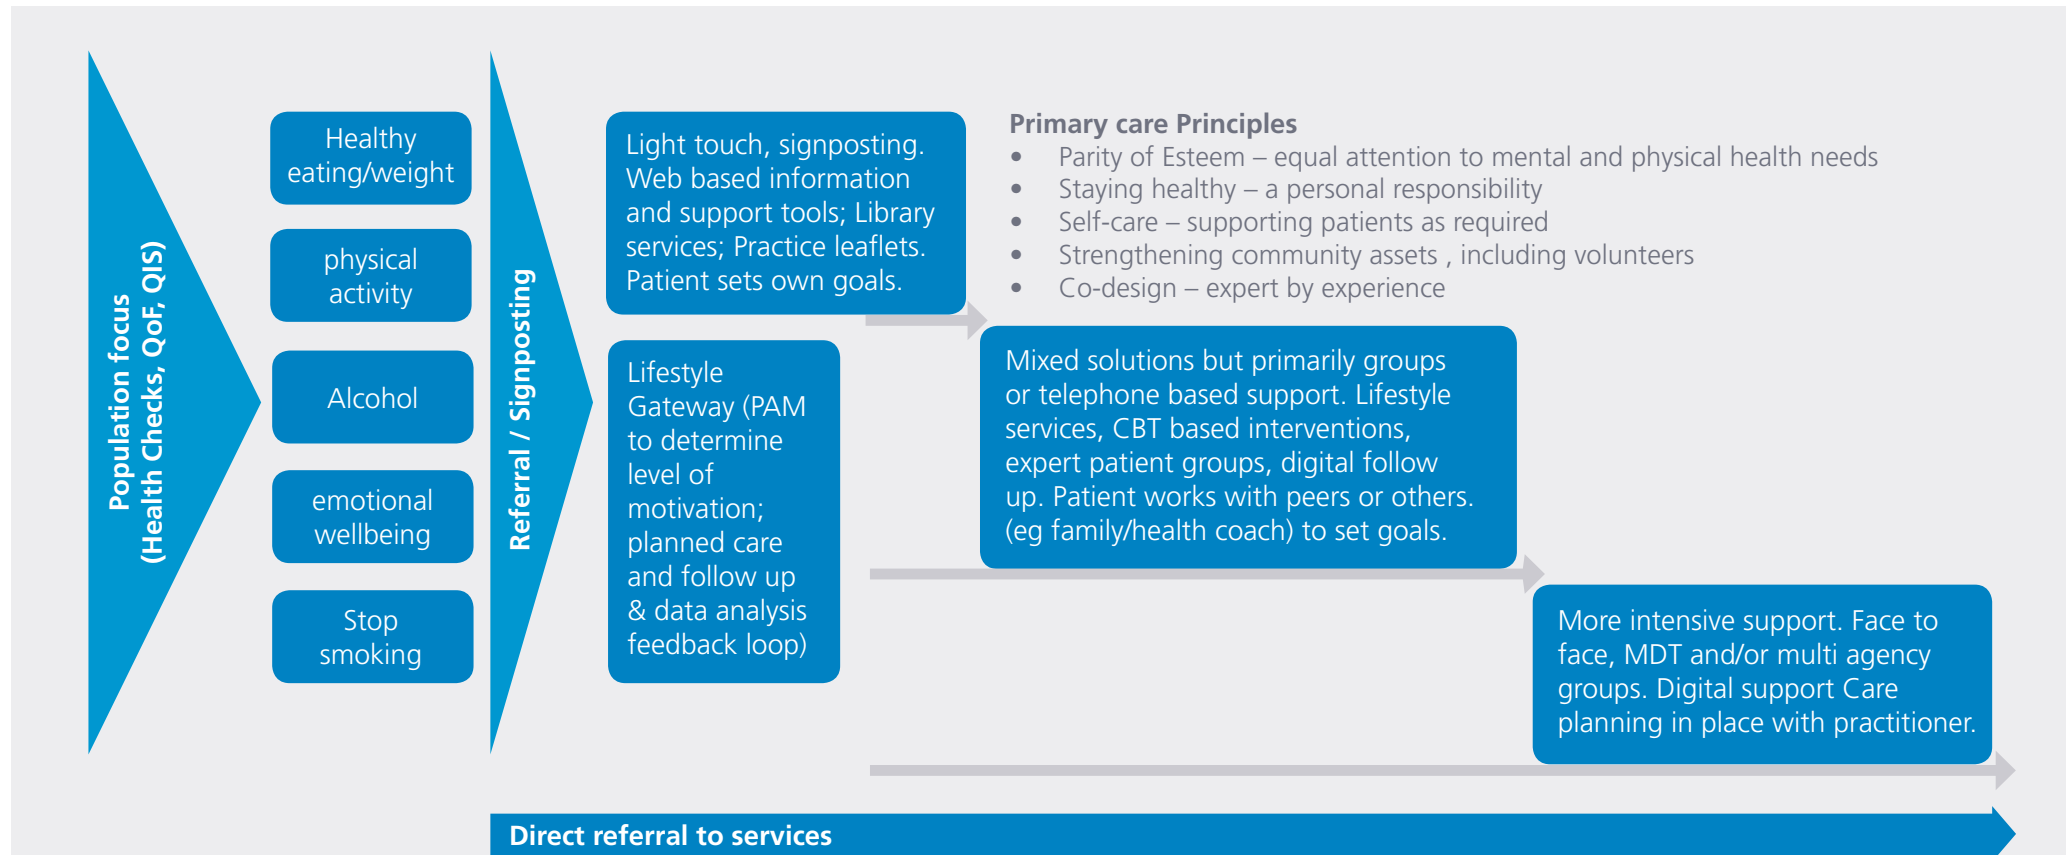 Population focus
(Health Checks, QoF, QIS)
Healthy
eating/weight
physical
activity
Alcohol
emotional
wellbeing
Stop
smoking
Referral / Signposting
Light touch, signposting.
Web based information
and support tools; Library
services; Practice leaflets.
Patient sets own goals.
Lifestyle
Gateway (PAM
to determine
level of
motivation;
planned care
and follow up
& data analysis
feedback loop)
Primary care Principles
• Parity of Esteem – equal attention to mental and physical health needs
• Staying healthy – a personal responsibility
• Self-care – supporting patients as required
• Strengthening community assets , including volunteers
• Co-design – expert by experience
Mixed solutions but primarily groups
or telephone based support. Lifestyle
services, CBT based interventions,
expert patient groups, digital follow
up. Patient works with peers or others.
(eg family/health coach) to set goals.
More intensive support. Face to
face, MDT and/or multi agency
groups. Digital support Care
planning in place with practitioner.
Direct referral to services